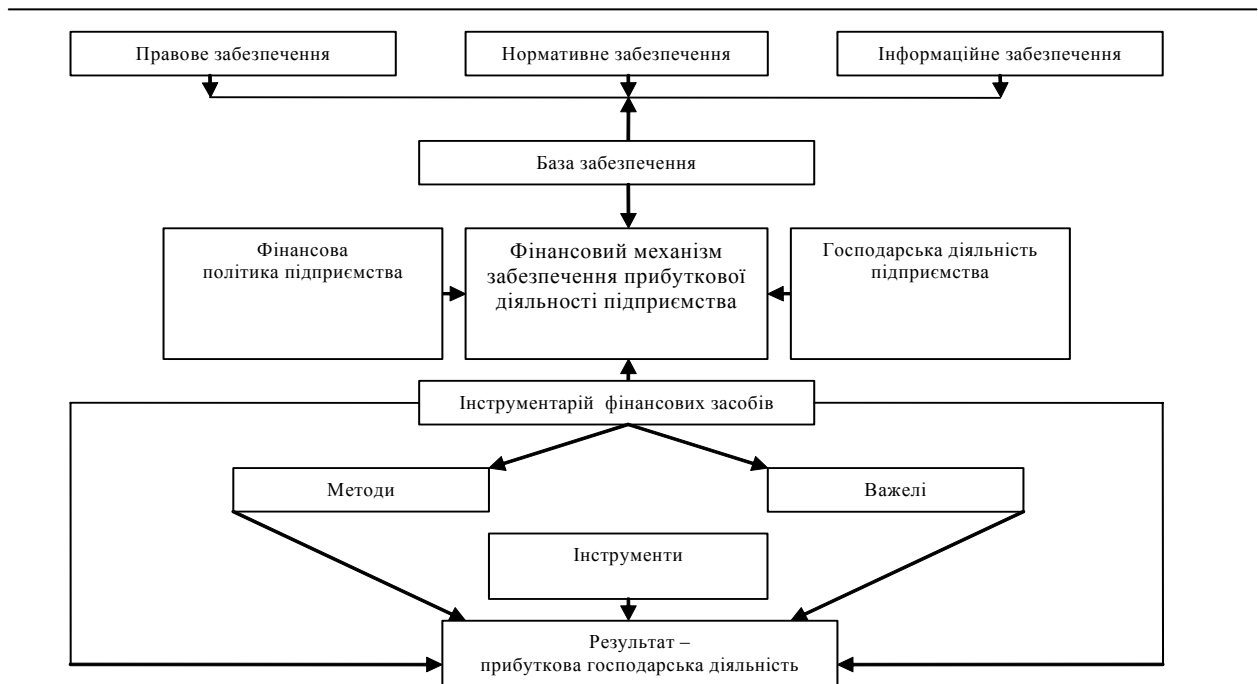 Правове забезпечення
Нормативне забезпечення
Інформаційне забезпечення
База забезпечення
Фінансова
політика підприємства
Фінансовий механізм
забезпечення прибуткової
діяльності підприємства
Господарська діяльність
підприємства
Інструментарій фінансових засобів
Методи
Важелі
Інструменти
Результат –
прибуткова господарська діяльність